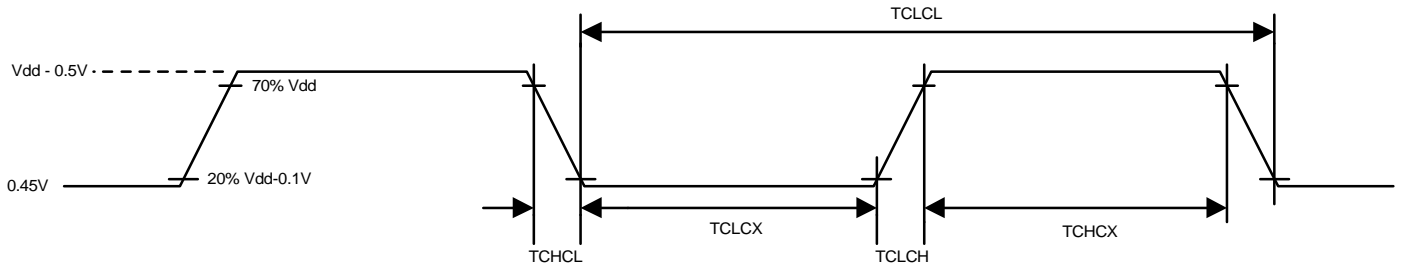 TCLCL
Vdd - 0.5V
70% Vdd
0.45V
20% Vdd-0.1V
TCLCX
TCHCX
TCHCL
TCLCH